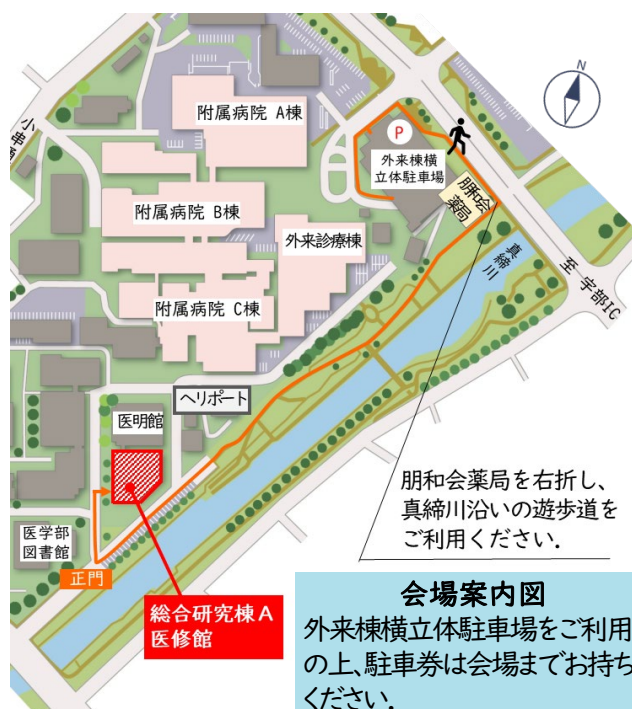 N
附属病院 A棟
小串通
P
外来棟横
立体駐車場
附属病院 B棟
朋和会
薬局
外来診療棟
真締川
至 宇部IC
附属病院 C棟
ヘリポート
医明館
朋和会薬局を右折し、
真締川沿いの遊歩道を
ご利用ください.
医学部
図書館
正門
総合研究棟A
医修館
会場案内図
外来棟横立体駐車場をご利用
の上、駐車券は会場までお持ち
ください.